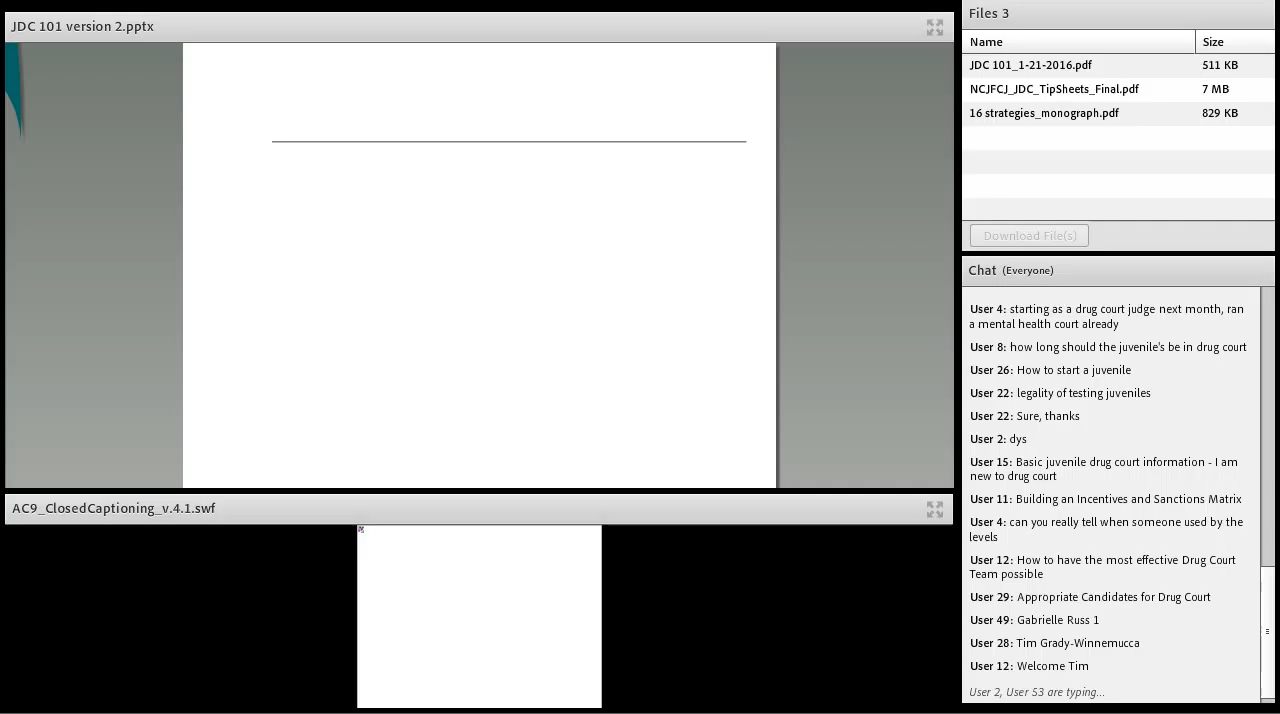 JDC 101 version 2.pptx
Files 3
Name Size
JDC 101_1-21-2016.pdf 511 KB
NCJFCJ_JDC_TipSheets_Final.pdf 7 MB
16 strategies_monograph.pdf 829 KB
Download File(s)
Chat (Everyone)
User 4: starting as a drug court judge next month, ran
a mental health court already
User 8: how long should the juvenile's be in drug court
User 26: How to start a juvenile
User 22: legality of testing juveniles
User 22: Sure, thanks
User 2: dys
User 15: Basic juvenile drug court information - I am
new to drug court
User 11: Building an Incentives and Sanctions Matrix
User 4: can you really tell when someone used by the
levels
User 12: How to have the most effective Drug Court
Team possible
User 29: Appropriate Candidates for Drug Court
User 49: Gabrielle Russ 1
User 28: Tim Grady-Winnemucca
User 12: Welcome Tim
User 2, User 53 are typing...
AC9_ClosedCaptioning_v.4.1.swf